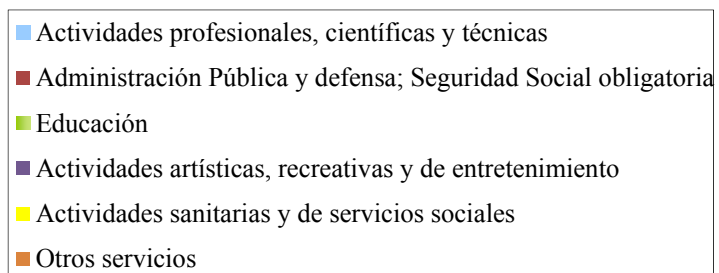 Actividades profesionales, científicas y técnicas
Administración Pública y defensa; Seguridad Social obligatoria
Educación
Actividades artísticas, recreativas y de entretenimiento
Actividades sanitarias y de servicios sociales
Otros servicios